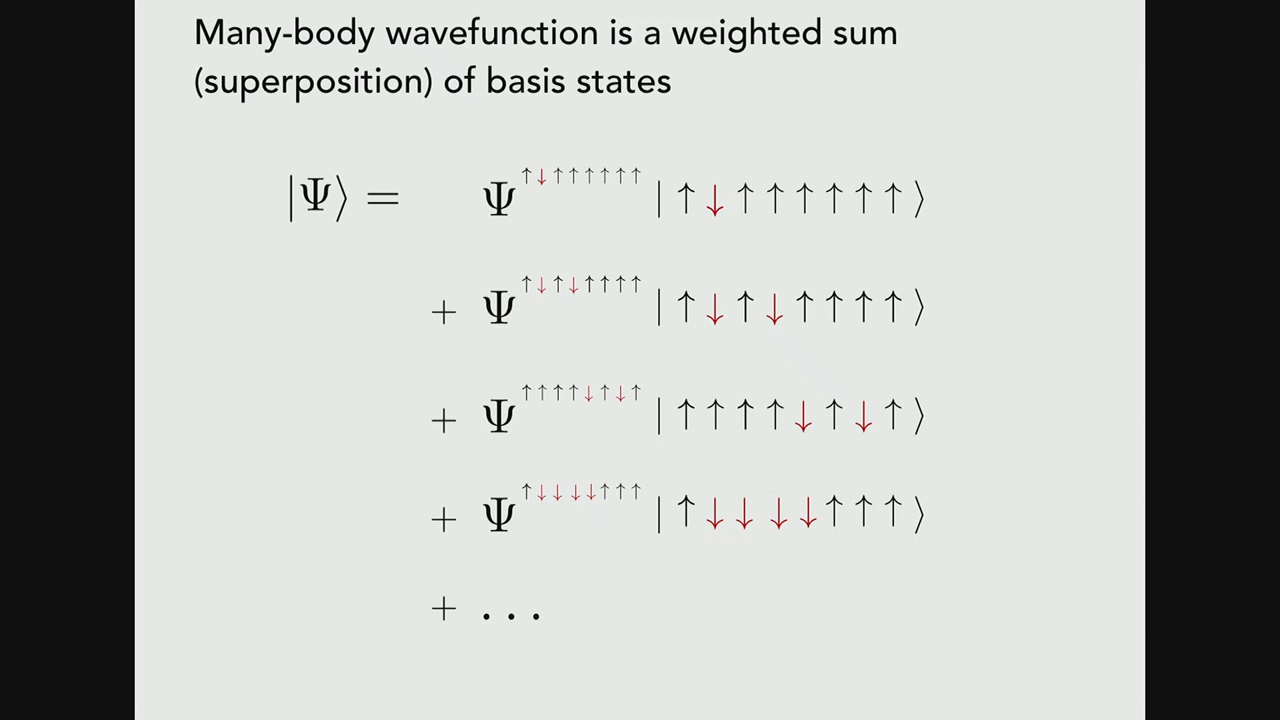 Many-body wavefunction is a weighted sum
(superposition) of basis states
|Ψ⟩ = Ψ^↑↓↑↑↑↑↑↑ | ↑ ↓ ↑ ↑ ↑ ↑ ↑ ↑ ⟩
+ Ψ^↑↓↑↓↑↑↑↑ | ↑ ↓ ↑ ↓ ↑ ↑ ↑ ↑ ⟩
+ Ψ^↑↑↑↑↓↑↓↑ | ↑ ↑ ↑ ↑ ↓ ↑ ↓ ↑ ⟩
+ Ψ^↑↓↓↓↓↑↑↑ | ↑ ↓ ↓ ↓ ↓ ↑ ↑ ↑ ⟩
+ . . .